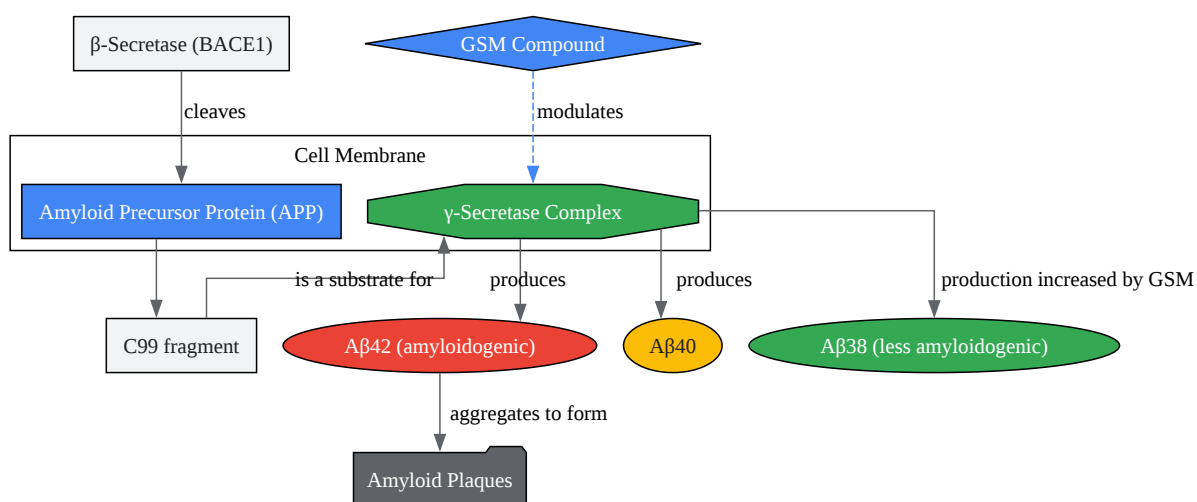 β-Secretase (BACE1)
GSM Compound
cleaves
modulates
Cell Membrane
Amyloid Precursor Protein (APP)
γ-Secretase Complex
is a substrate for
produces
produces
production increased by GSM
C99 fragment
Aβ42 (amyloidogenic)
Aβ40
Aβ38 (less amyloidogenic)
aggregates to form
Amyloid Plaques